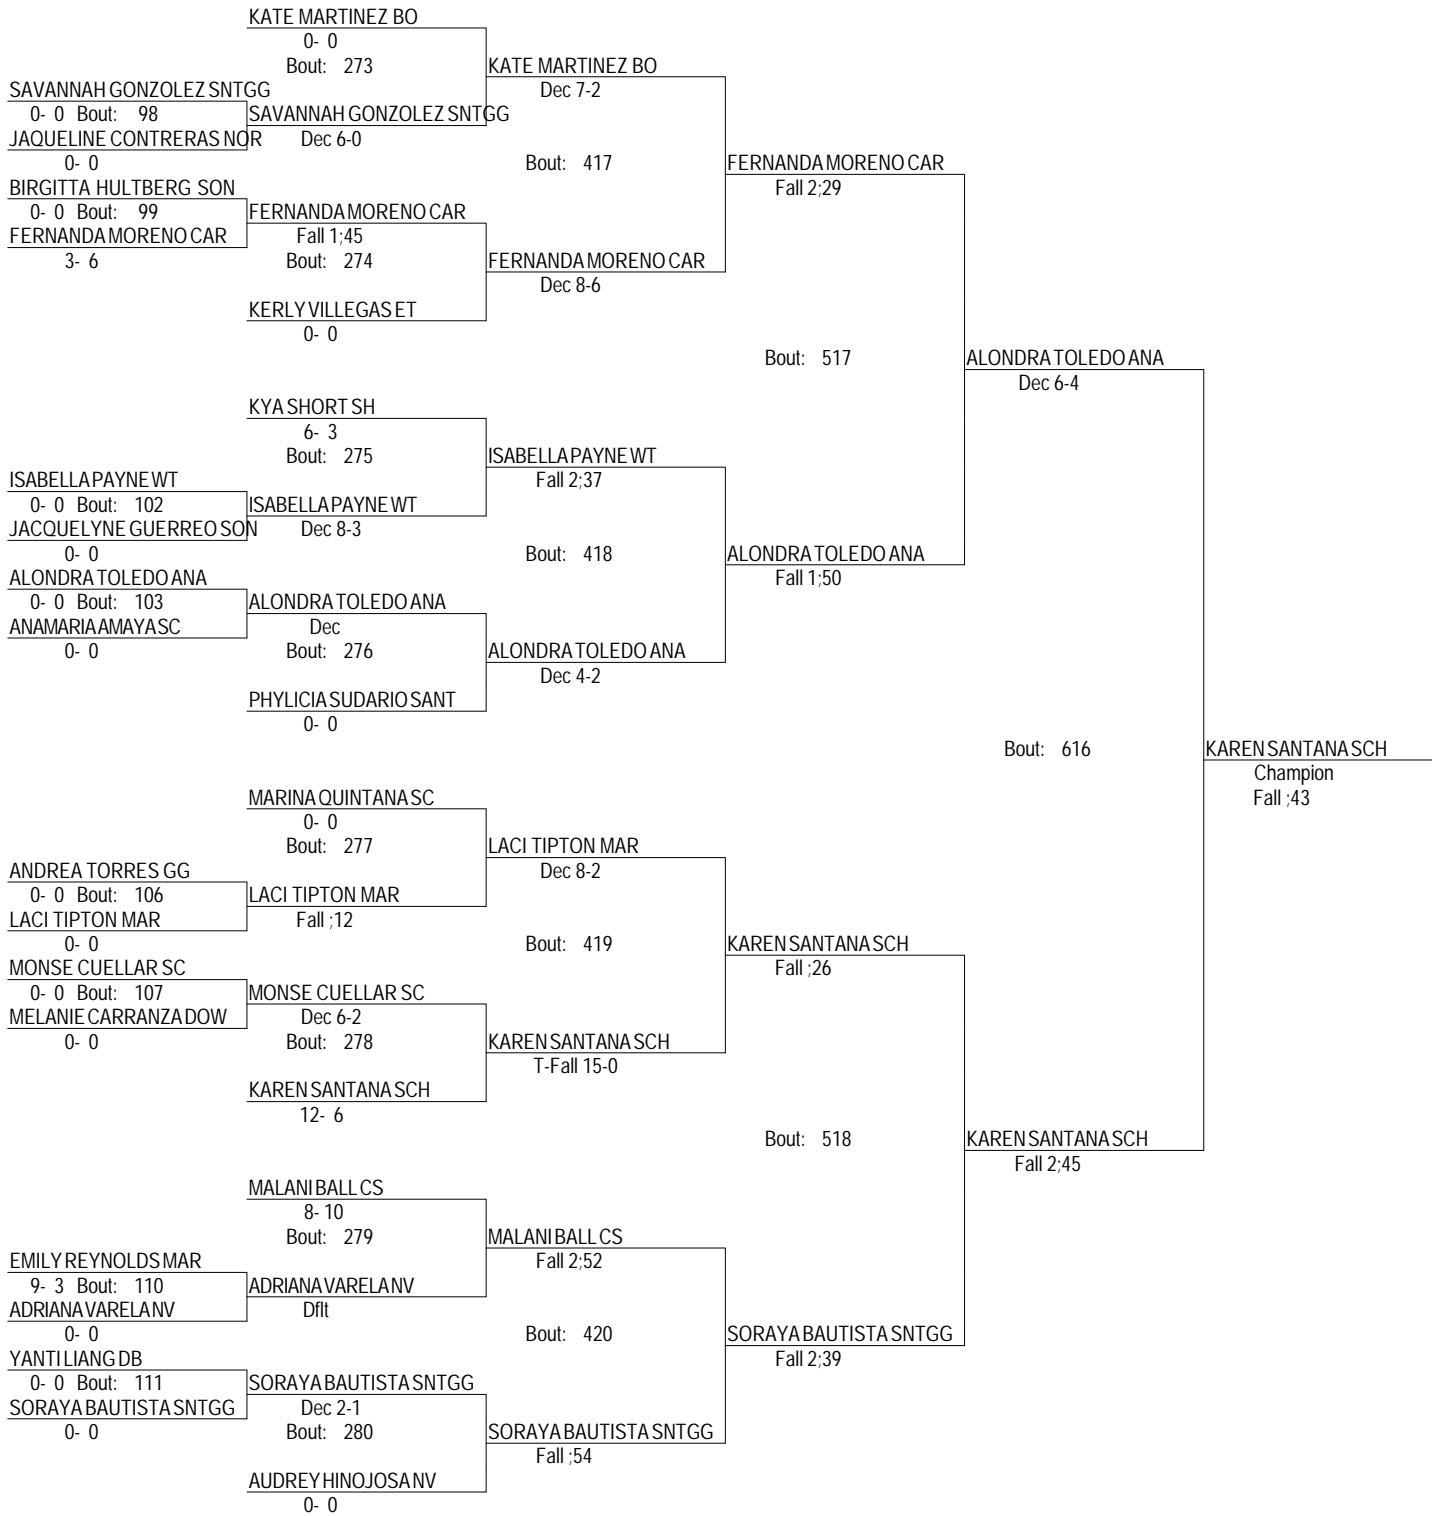 KATE MARTINEZ BO
0- 0
Bout: 273
KATE MARTINEZ BO
Dec 7-2
SAVANNAH GONZOLEZ SNTGG
0- 0 Bout: 98
SAVANNAH GONZOLEZ SNTGG
Dec 6-0
JAQUELINE CONTRERAS NOR
0- 0
Bout: 417
FERNANDA MORENO CAR
Fall 2;29
BIRGITTA HULTBERG SON
0- 0 Bout: 99
FERNANDA MORENO CAR
Fall 1;45
FERNANDA MORENO CAR
3- 6
Bout: 274
FERNANDA MORENO CAR
Dec 8-6
KERLY VILLEGAS ET
0- 0
Bout: 517
ALONDRA TOLEDO ANA
Dec 6-4
KYA SHORT SH
6- 3
Bout: 275
ISABELLA PAYNE WT
Fall 2;37
ISABELLA PAYNE WT
0- 0 Bout: 102
ISABELLA PAYNE WT
Dec 8-3
JACQUELYNE GUERREO SON
0- 0
Bout: 418
ALONDRA TOLEDO ANA
Fall 1;50
ALONDRA TOLEDO ANA
0- 0 Bout: 103
ALONDRA TOLEDO ANA
Dec
ANAMARIA AMAYA SC
0- 0
Bout: 276
ALONDRA TOLEDO ANA
Dec 4-2
PHYLICIA SUDARIO SANT
0- 0
Bout: 616
KAREN SANTANA SCH
Champion
Fall ;43
MARINA QUINTANA SC
0- 0
Bout: 277
LACI TIPTON MAR
Dec 8-2
ANDREA TORRES GG
0- 0 Bout: 106
LACI TIPTON MAR
Fall ;12
LACI TIPTON MAR
0- 0
Bout: 419
KAREN SANTANA SCH
Fall ;26
MONSE CUELLAR SC
0- 0 Bout: 107
MONSE CUELLAR SC
Dec 6-2
MELANIE CARRANZA DOW
0- 0
Bout: 278
KAREN SANTANA SCH
T-Fall 15-0
KAREN SANTANA SCH
12- 6
Bout: 518
KAREN SANTANA SCH
Fall 2;45
MALANI BALL CS
8- 10
Bout: 279
MALANI BALL CS
Fall 2;52
EMILY REYNOLDS MAR
9- 3 Bout: 110
ADRIANA VARELA NV
Dflt
ADRIANA VARELA NV
0- 0
Bout: 420
SORAYA BAUTISTA SNTGG
Fall 2;39
YANTI LIANG DB
0- 0 Bout: 111
SORAYA BAUTISTA SNTGG
Dec 2-1
SORAYA BAUTISTA SNTGG
0- 0
Bout: 280
SORAYA BAUTISTA SNTGG
Fall ;54
AUDREY HINOJOSA NV
0- 0